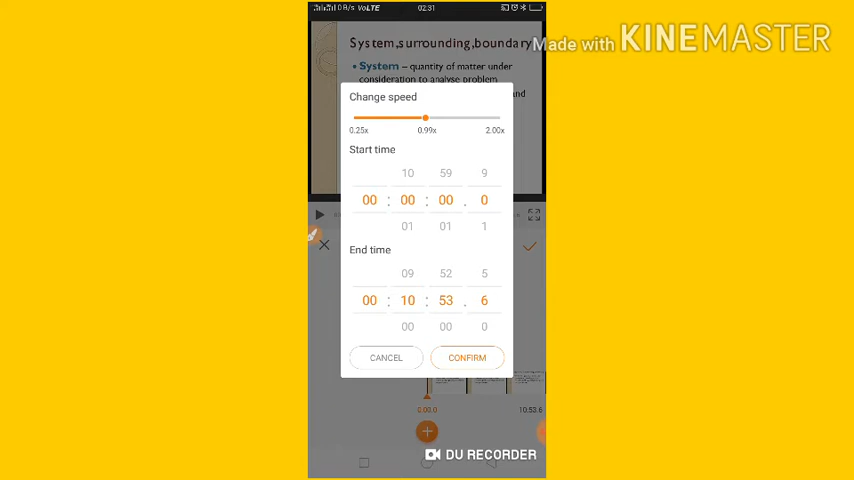 0 B/s VoLTE
02:31
Made with KINEMASTER
System,surrounding,boundary
• System – quantity of matter under
consideration to analyse problem
and
Change speed
0.25x 0.99x 2.00x
Start time
10 59 9
00 : 00 : 00 . 0
01 01 1
End time
09 52 5
00 : 10 : 53 . 6
00 00 0
CANCEL CONFIRM
0:00.0 10:53.6
DU RECORDER